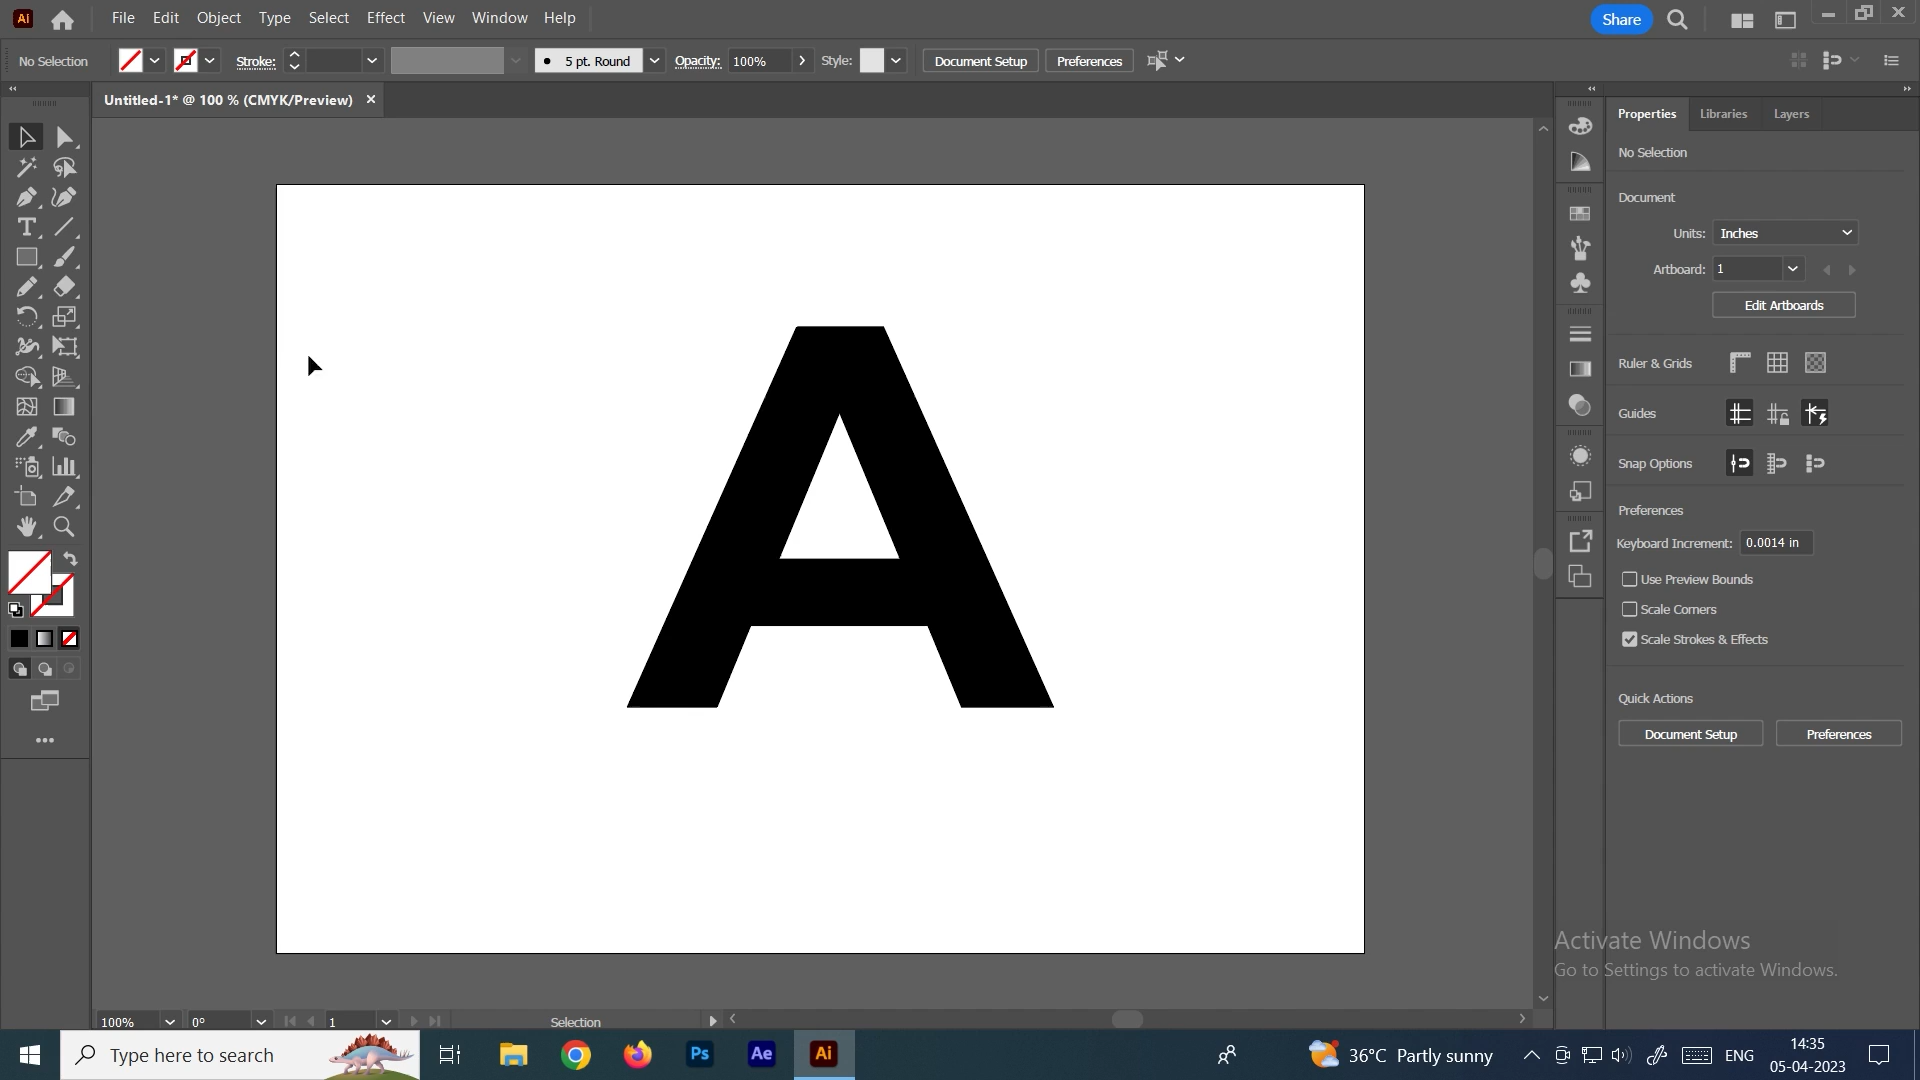 Ai File Edit Object Type Select Effect View Window Help Share
No Selection Stroke: 5 pt. Round Opacity: 100% Style: Document Setup Preferences
Untitled-1* @ 100 % (CMYK/Preview)
Properties Libraries Layers
No Selection
Document
Units: Inches
Artboard: 1
Edit Artboards
Ruler & Grids
Guides
Snap Options
Preferences
Keyboard Increment: 0.0014 in
Use Preview Bounds
Scale Corners
Scale Strokes & Effects
Quick Actions
Document Setup Preferences
A
Activate Windows
Go to Settings to activate Windows.
100% 0° 1 Selection
Type here to search Ps Ae Ai 36°C Partly sunny ENG 14:35
05-04-2023